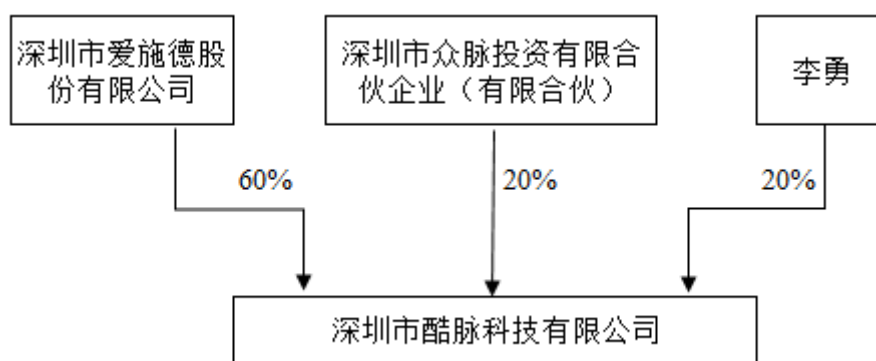 深圳市爱施德股
份有限公司
深圳市众脉投资有限合
伙企业（有限合伙）
李勇
60%
20%
20%
深圳市酷脉科技有限公司